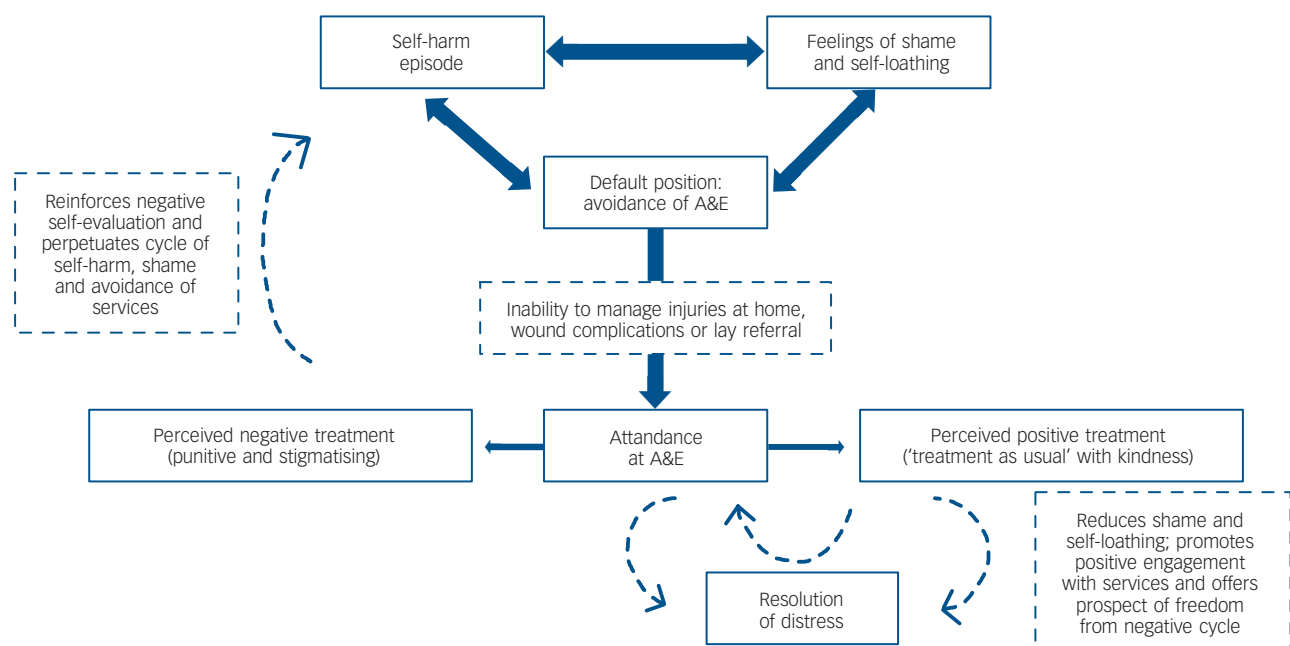 Self-harm
episode
Feelings of shame
and self-loathing
Default position:
avoidance of A&E
Reinforces negative
self-evaluation and
perpetuates cycle of
self-harm, shame
and avoidance of
services
Inability to manage injuries at home,
wound complications or lay referral
Perceived negative treatment
(punitive and stigmatising)
Attandance
at A&E
Perceived positive treatment
(‘treatment as usual’ with kindness)
Reduces shame and
self-loathing; promotes
positive engagement
with services and offers
prospect of freedom
from negative cycle
Resolution
of distress